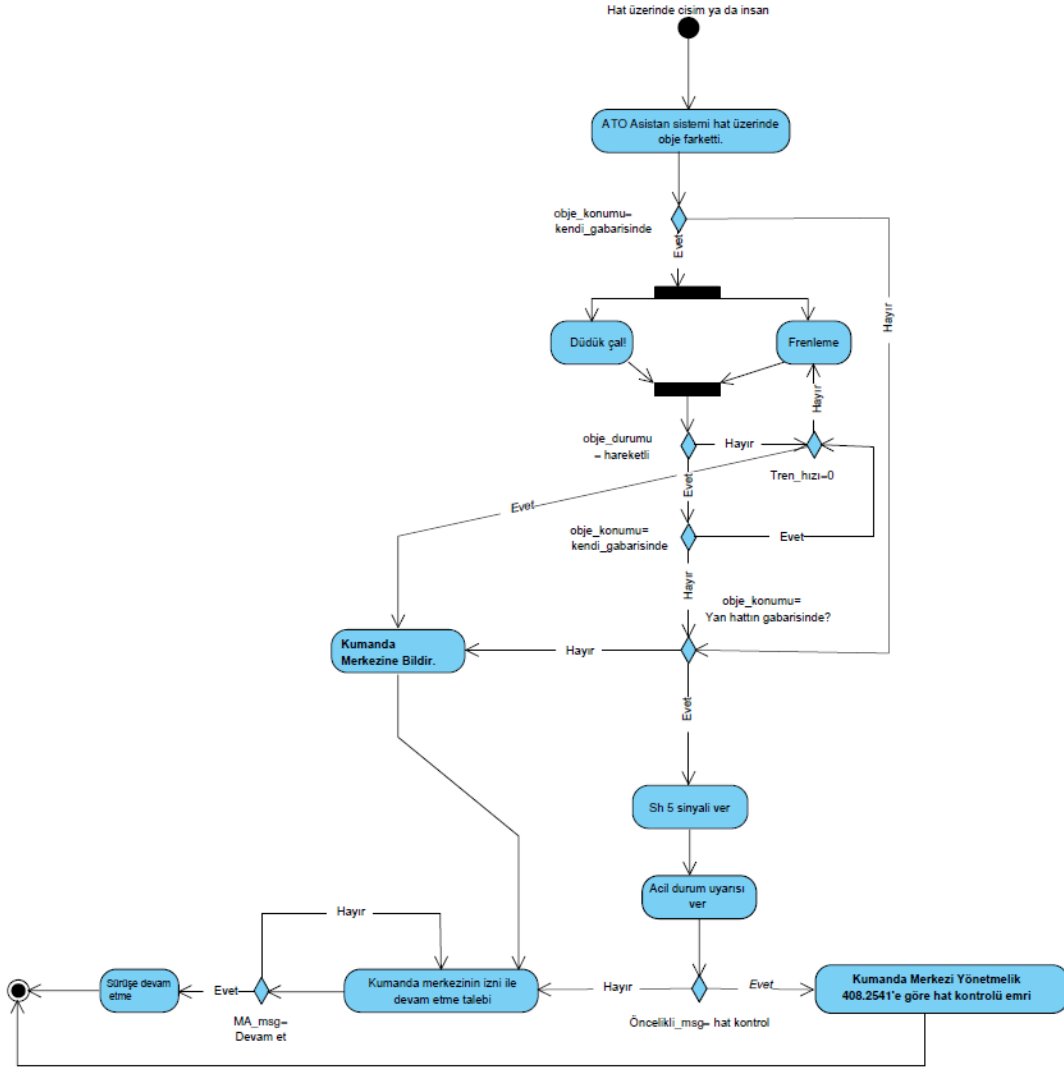 Hat üzerinde cisim ya da insan
ATO Asistan sistemi hat üzerinde
obje farketti.
obje_konumu=
kendi_gabarisinde
Evet
Hayır
Düdük çal!
Frenleme
Hayır
obje_durumu
= hareketli
Hayır
Tren_hızı=0
Evet
Evet
obje_konumu=
kendi_gabarisinde
Evet
Hayır
obje_konumu=
Yan hattın gabarisinde?
Kumanda
Merkezine Bildir.
Hayır
Evet
Sh 5 sinyali ver
Acil durum uyarısı
ver
Hayır
Sürüşe devam
etme
Evet
MA_msg=
Devam et
Kumanda merkezinin izni ile
devam etme talebi
Hayır
Evet
Öncelikli_msg= hat kontrol
Kumanda Merkezi Yönetmelik
408.2541'e göre hat kontrolü emri